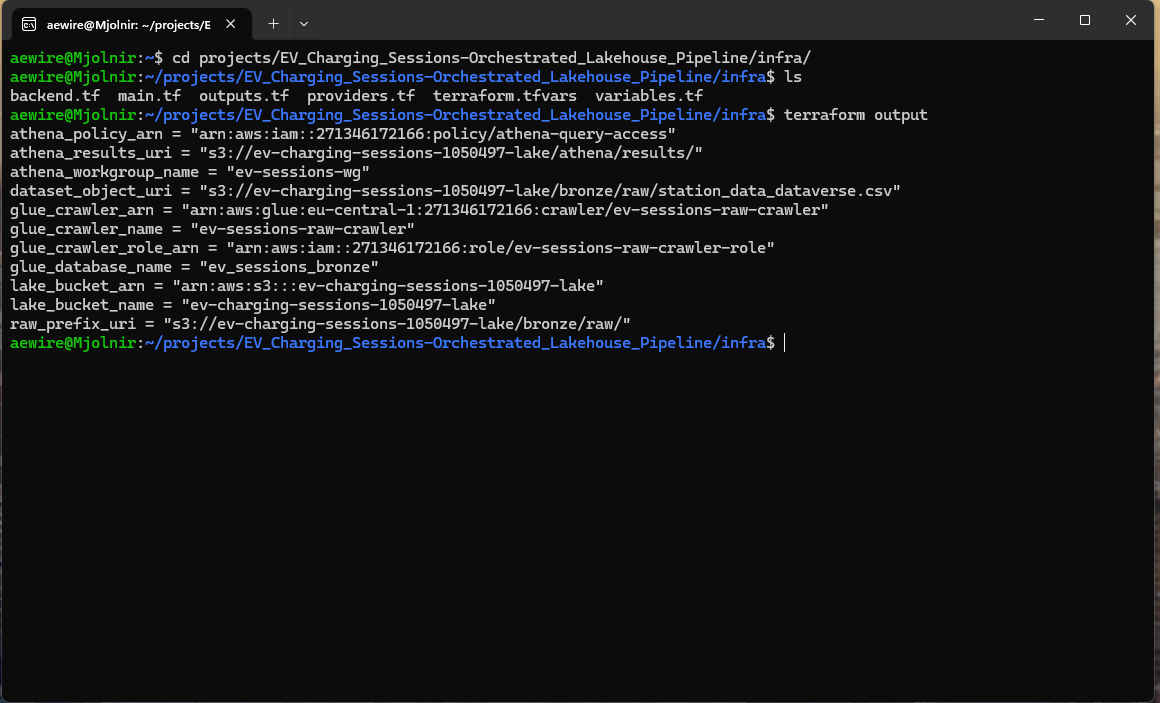 aewire@Mjolnir: ~/projects/E
aewire@Mjolnir:~$ cd projects/EV_Charging_Sessions-Orchestrated_Lakehouse_Pipeline/infra/
aewire@Mjolnir:~/projects/EV_Charging_Sessions-Orchestrated_Lakehouse_Pipeline/infra$ ls
backend.tf  main.tf  outputs.tf  providers.tf  terraform.tfvars  variables.tf
aewire@Mjolnir:~/projects/EV_Charging_Sessions-Orchestrated_Lakehouse_Pipeline/infra$ terraform output
athena_policy_arn = "arn:aws:iam::271346172166:policy/athena-query-access"
athena_results_uri = "s3://ev-charging-sessions-1050497-lake/athena/results/"
athena_workgroup_name = "ev-sessions-wg"
dataset_object_uri = "s3://ev-charging-sessions-1050497-lake/bronze/raw/station_data_dataverse.csv"
glue_crawler_arn = "arn:aws:glue:eu-central-1:271346172166:crawler/ev-sessions-raw-crawler"
glue_crawler_name = "ev-sessions-raw-crawler"
glue_crawler_role_arn = "arn:aws:iam::271346172166:role/ev-sessions-raw-crawler-role"
glue_database_name = "ev_sessions_bronze"
lake_bucket_arn = "arn:aws:s3:::ev-charging-sessions-1050497-lake"
lake_bucket_name = "ev-charging-sessions-1050497-lake"
raw_prefix_uri = "s3://ev-charging-sessions-1050497-lake/bronze/raw/"
aewire@Mjolnir:~/projects/EV_Charging_Sessions-Orchestrated_Lakehouse_Pipeline/infra$